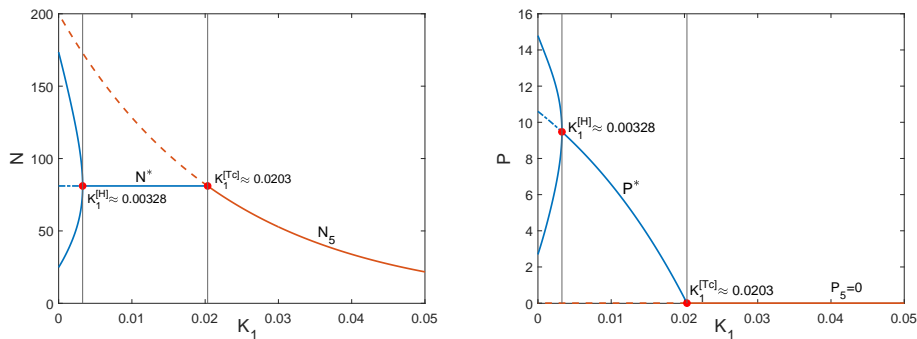 200
150
100
50
0
N
N*
K₁^[H] ≈ 0.00328
K₁^[Tc] ≈ 0.0203
N₅
0 0.01 0.02 0.03 0.04 0.05
K₁
16
14
12
10
8
6
4
2
0
P
K₁^[H] ≈ 0.00328
P*
K₁^[Tc] ≈ 0.0203
P₅=0
0 0.01 0.02 0.03 0.04 0.05
K₁